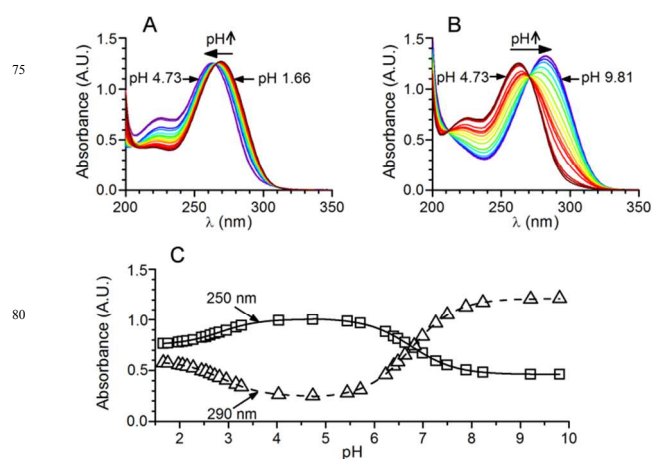 75
80
A
pH↑
pH 4.73
pH 1.66
Absorbance (A.U.)
1.5
1.0
0.5
0.0
200 250 300 350
λ (nm)
B
pH↑
pH 4.73
pH 9.81
Absorbance (A.U.)
1.5
1.0
0.5
0.0
200 250 300 350
λ (nm)
C
250 nm
290 nm
Absorbance (A.U.)
1.5
1.0
0.5
0.0
2 3 4 5 6 7 8 9 10
pH